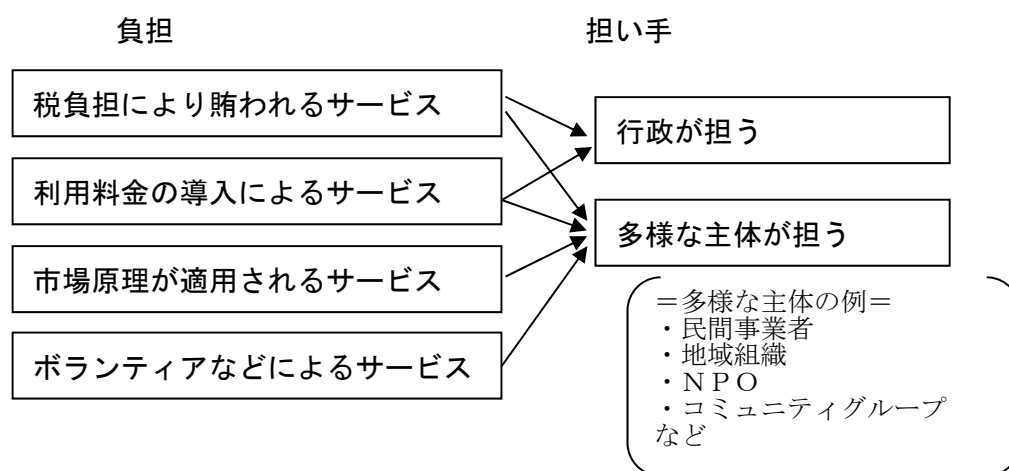 負担
担い手
税負担により賄われるサービス
利用料金の導入によるサービス
市場原理が適用されるサービス
ボランティアなどによるサービス
行政が担う
多様な主体が担う
＝多様な主体の例＝
・民間事業者
・地域組織
・ＮＰＯ
・コミュニティグループ
など